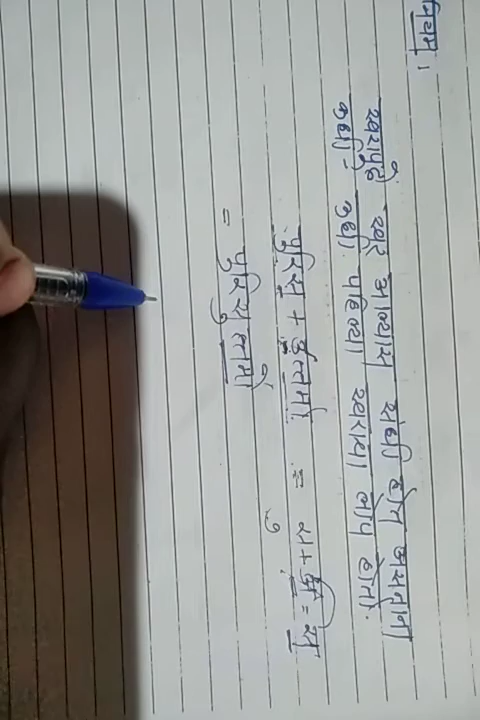 नियम :
स्वरापुढे स्वर आल्यास संधी होत असताना
कधी- कधी. पहिल्या स्वराचा लोप होतो.
पुरिस + उत्तमो. =
= पुरिसुत्तमो